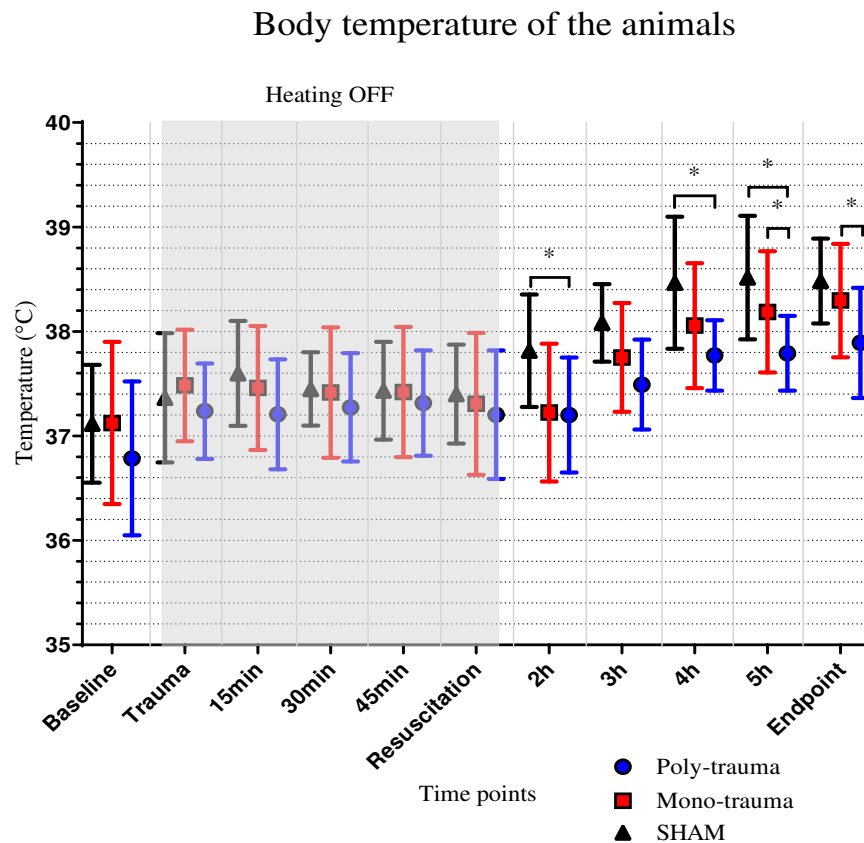 Body temperature of the animals
Heating OFF
40
39
38
37
36
35
Temperature (°C)
* * * * *
Baseline
Trauma
15min
30min
45min
Resuscitation
2h
3h
4h
5h
Endpoint
Time points
Poly-trauma
Mono-trauma
SHAM